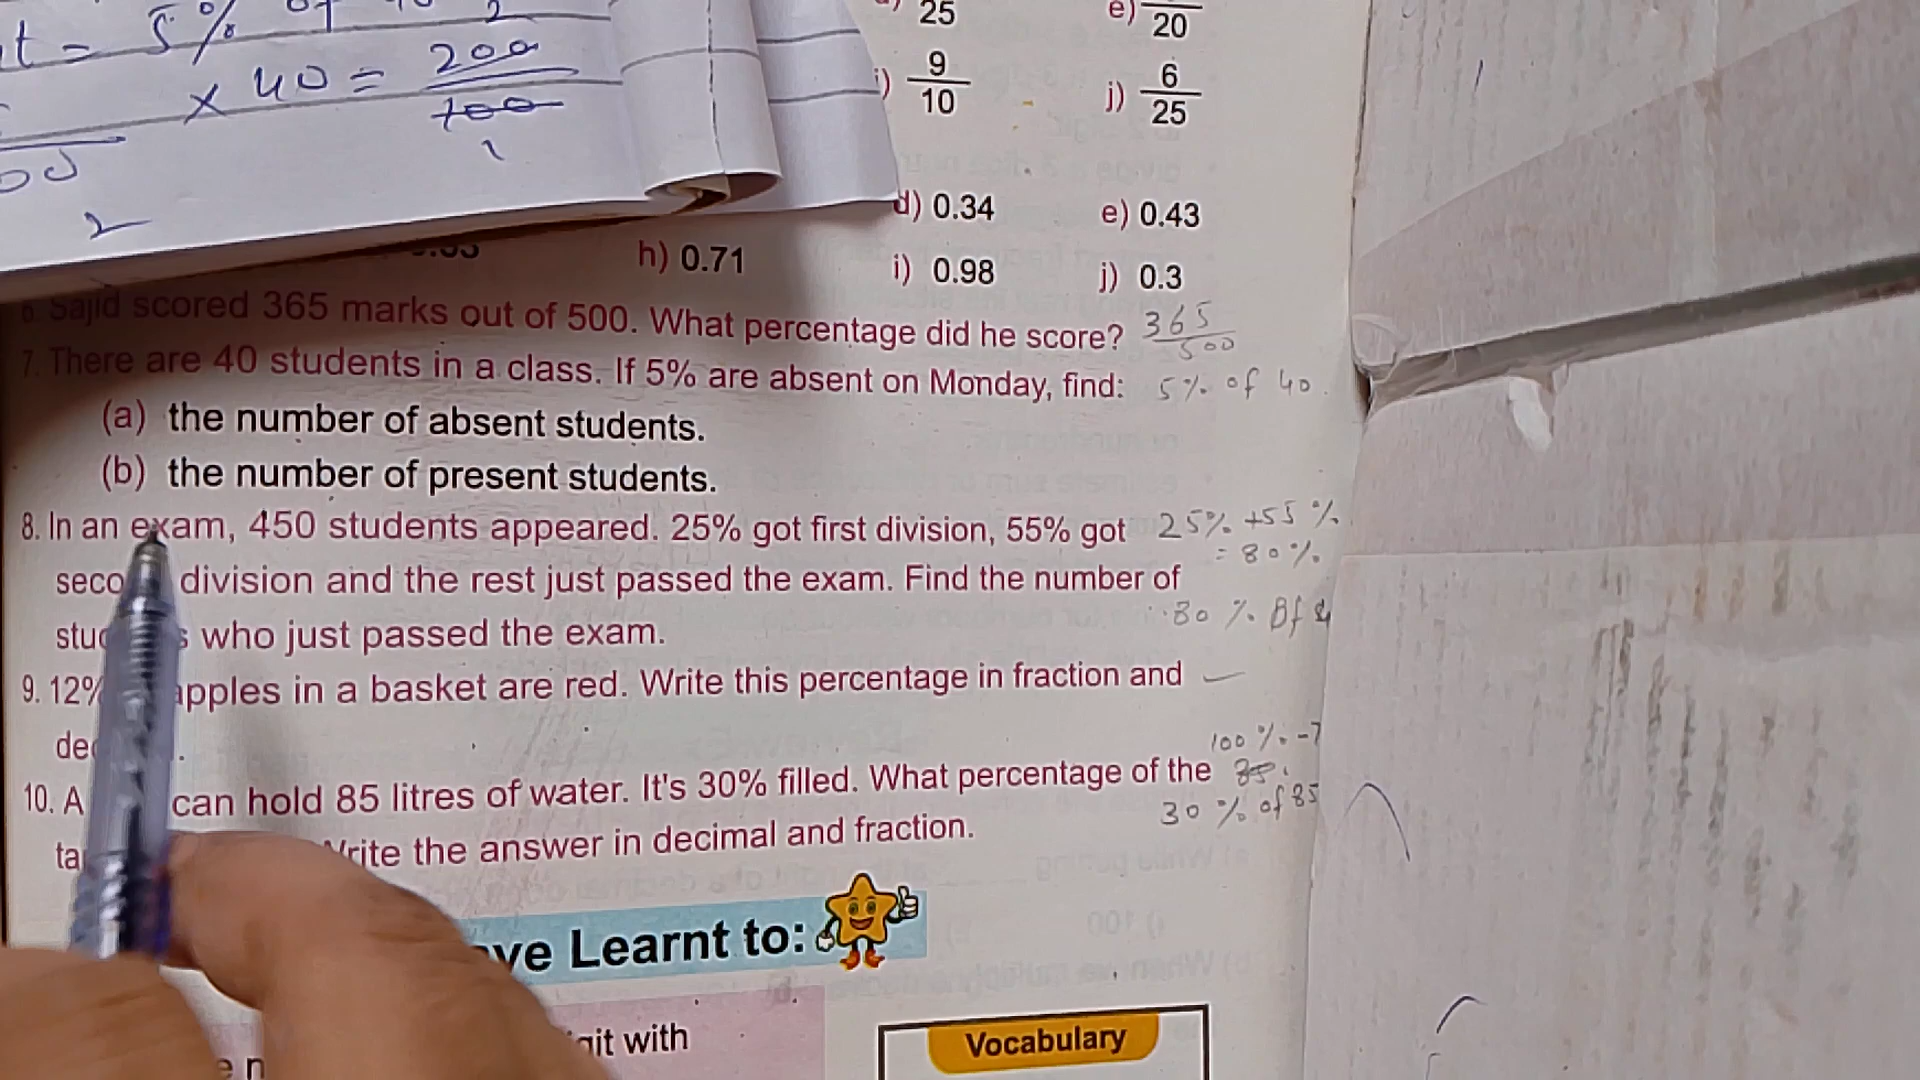 t = 5% of 40
× 40 = 200
100
1
2
25 e) 20
9/10 j) 6/25
d) 0.34 e) 0.43
h) 0.71 i) 0.98 j) 0.3
6. Sajid scored 365 marks out of 500. What percentage did he score? 365/500
7. There are 40 students in a class. If 5% are absent on Monday, find: 5% of 40
(a) the number of absent students.
(b) the number of present students.
8. In an exam, 450 students appeared. 25% got first division, 55% got 25% +55%
= 80%
division and the rest just passed the exam. Find the number of
80 % of
who just passed the exam.
9. 12% apples in a basket are red. Write this percentage in fraction and
10. A can hold 85 litres of water. It's 30% filled. What percentage of the
100% - 7
30% of 85
rite the answer in decimal and fraction.
ve Learnt to:
git with
Vocabulary